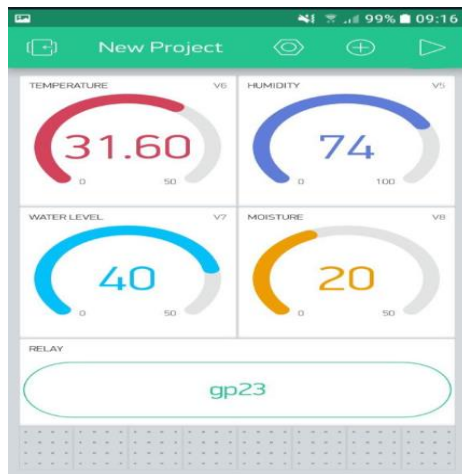 99% 09:16
New Project
TEMPERATURE V6
HUMIDITY V5
31.60
74
0 50
0 100
WATER LEVEL V7
MOISTURE V8
40
20
0 50
0 50
RELAY
gp23